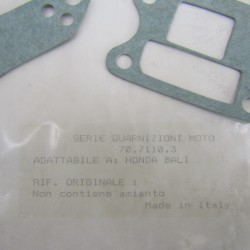 SERIE GUARNIZIONI MOTO
70./110.3
ADATTABILE A: HONDA BALI
RIF. ORIGINALE :
Non contiene amianto
Made in Italy